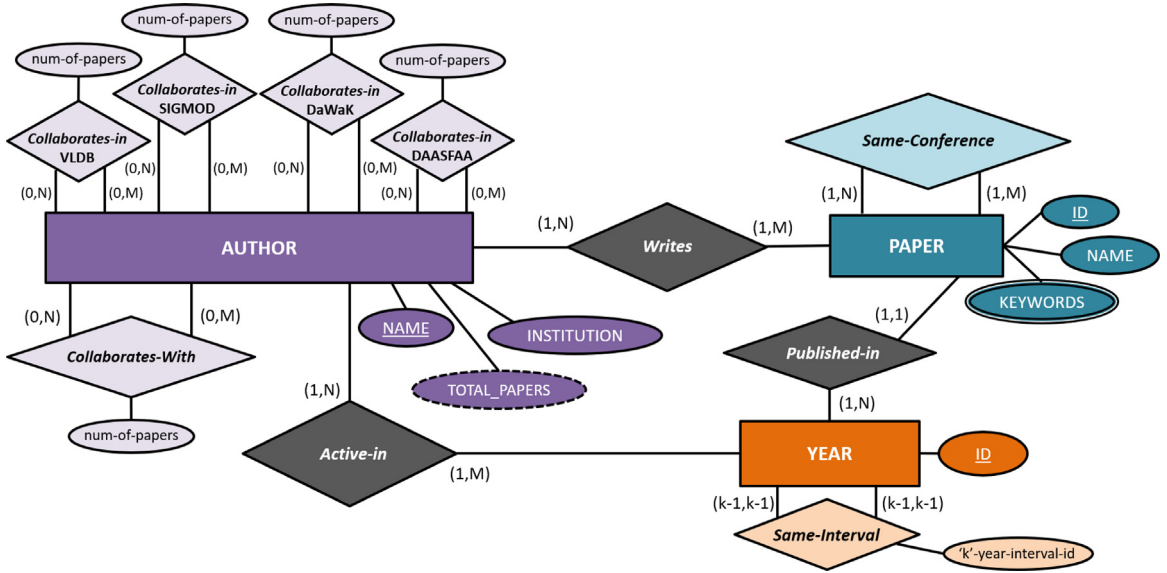 num-of-papers
num-of-papers
num-of-papers
num-of-papers
Collaborates-in
VLDB
Collaborates-in
SIGMOD
Collaborates-in
DaWaK
Collaborates-in
DAASFAA
(0,N)
(0,M)
(0,N)
(0,M)
(0,N)
(0,M)
(0,N)
(0,M)
AUTHOR
(1,N)
Writes
(1,M)
Same-Conference
(1,N)
(1,M)
PAPER
ID
NAME
KEYWORDS
(0,N)
(0,M)
Collaborates-With
num-of-papers
NAME
INSTITUTION
TOTAL_PAPERS
(1,1)
Published-in
(1,N)
(1,N)
Active-in
(1,M)
YEAR
ID
(k-1,k-1)
(k-1,k-1)
Same-Interval
‘k’-year-interval-id